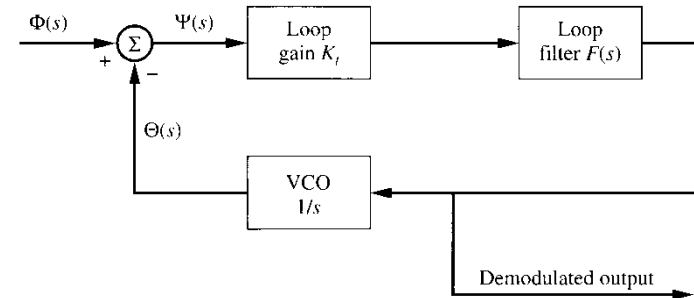 Φ(s)
+
Σ
−
Ψ(s)
Loop
gain K_t
Loop
filter F(s)
Θ(s)
VCO
1/s
Demodulated output